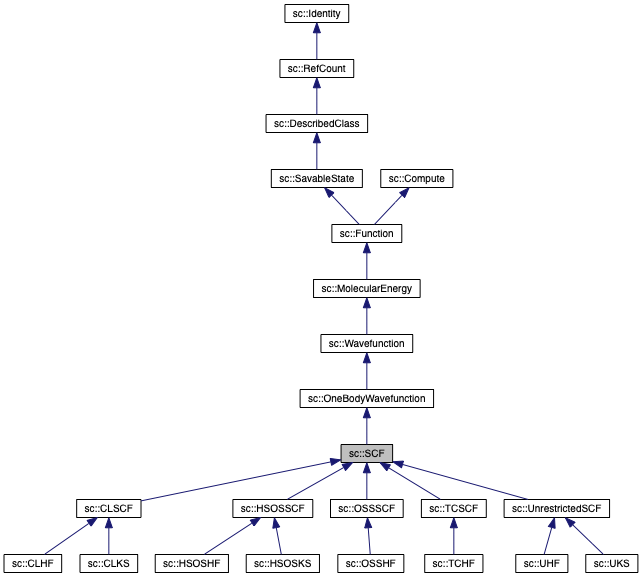 sc::Identity
sc::RefCount
sc::DescribedClass
sc::SavableState
sc::Compute
sc::Function
sc::MolecularEnergy
sc::Wavefunction
sc::OneBodyWavefunction
sc::SCF
sc::CLSCF
sc::HSOSSCF
sc::OSSSCF
sc::TCSCF
sc::UnrestrictedSCF
sc::CLHF
sc::CLKS
sc::HSOSHF
sc::HSOSKS
sc::OSSHF
sc::TCHF
sc::UHF
sc::UKS